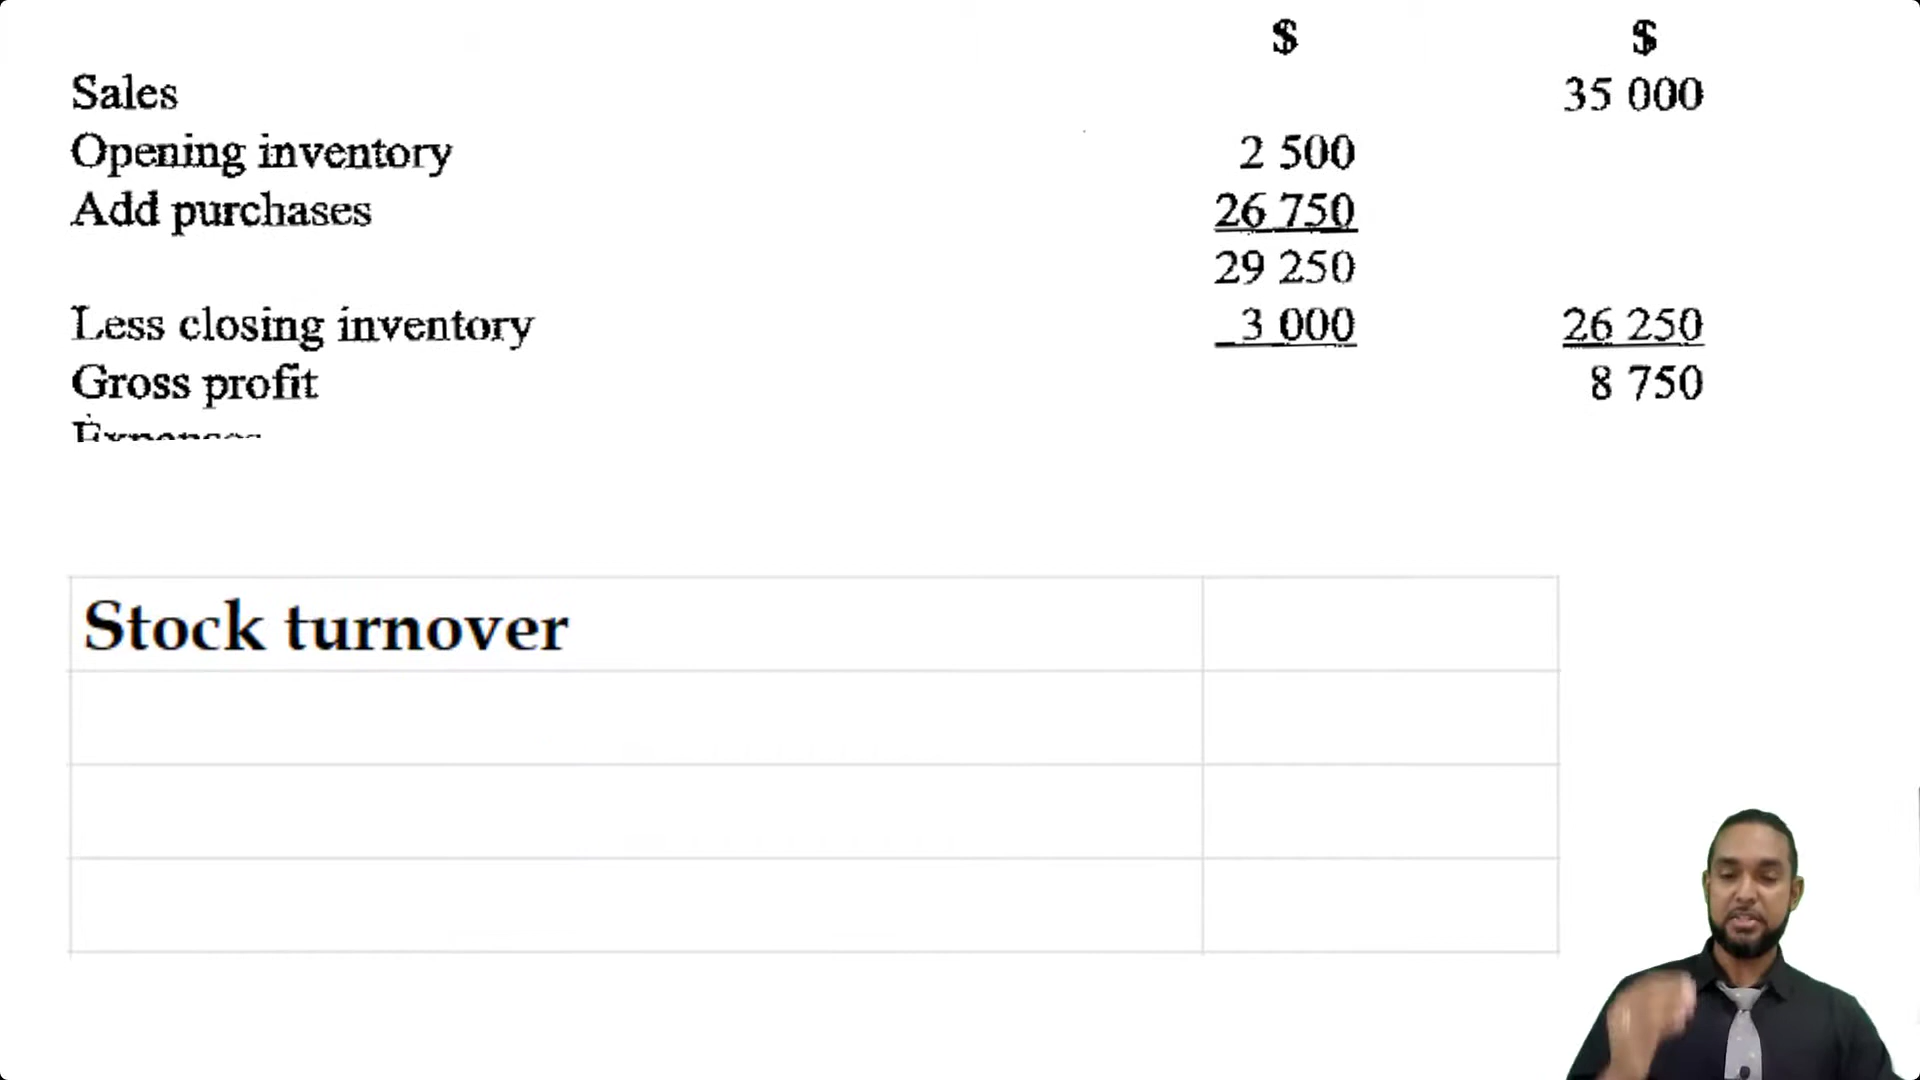 $ $
Sales 35 000
Opening inventory 2 500
Add purchases 26 750
29 250
Less closing inventory 3 000 26 250
Gross profit 8 750
Expenses
Stock turnover